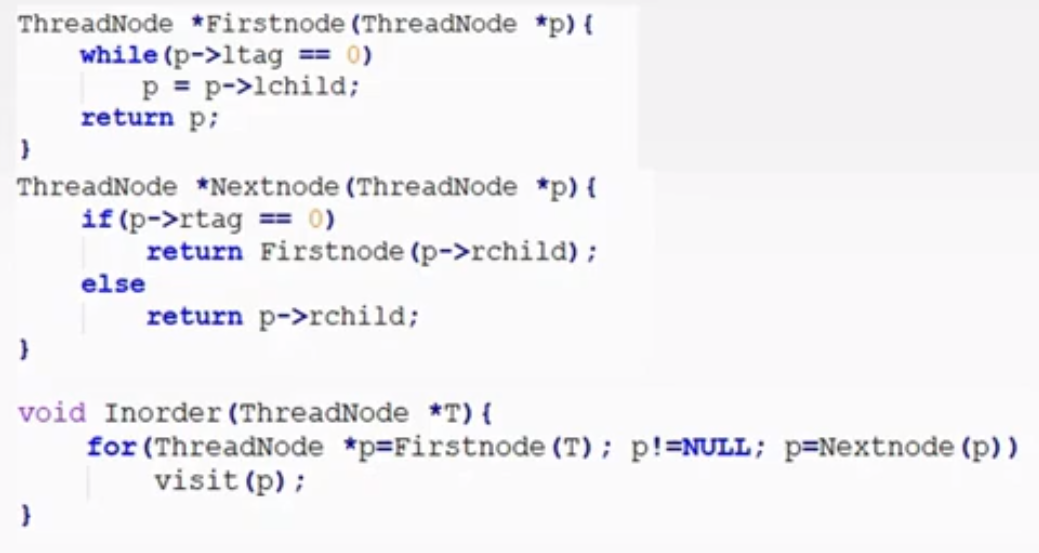 ThreadNode *Firstnode(ThreadNode *p){
    while(p->ltag == 0)
        p = p->lchild;
    return p;
}
ThreadNode *Nextnode(ThreadNode *p){
    if(p->rtag == 0)
        return Firstnode(p->rchild);
    else
        return p->rchild;
}
void Inorder(ThreadNode *T){
    for(ThreadNode *p=Firstnode(T); p!=NULL; p=Nextnode(p))
        visit(p);
}